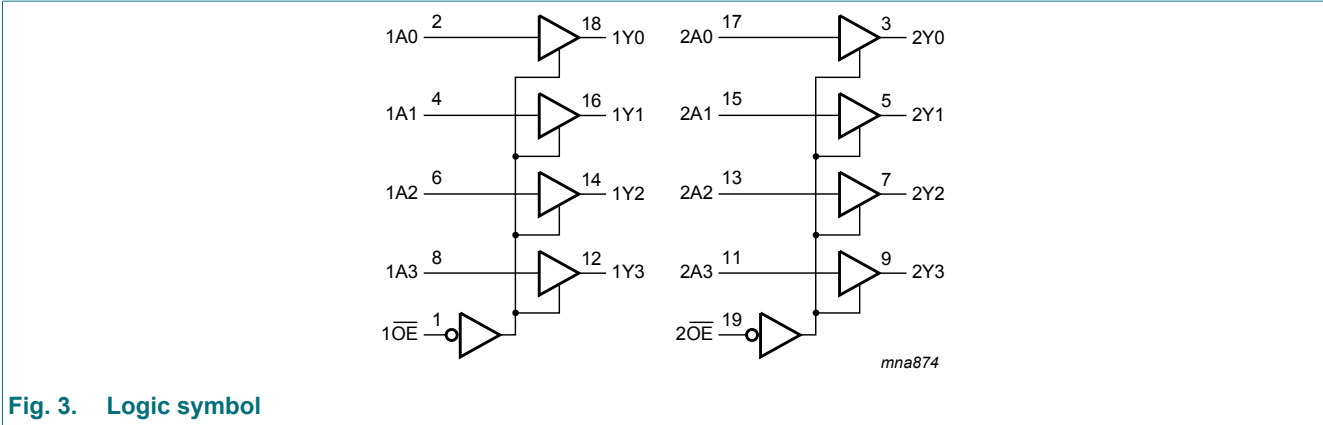 1A0 2 18 1Y0 2A0 17 3 2Y0
1A1 4 16 1Y1 2A1 15 5 2Y1
1A2 6 14 1Y2 2A2 13 7 2Y2
1A3 8 12 1Y3 2A3 11 9 2Y3
1O̅E̅ 1 2O̅E̅ 19
mna874
Fig. 3. Logic symbol